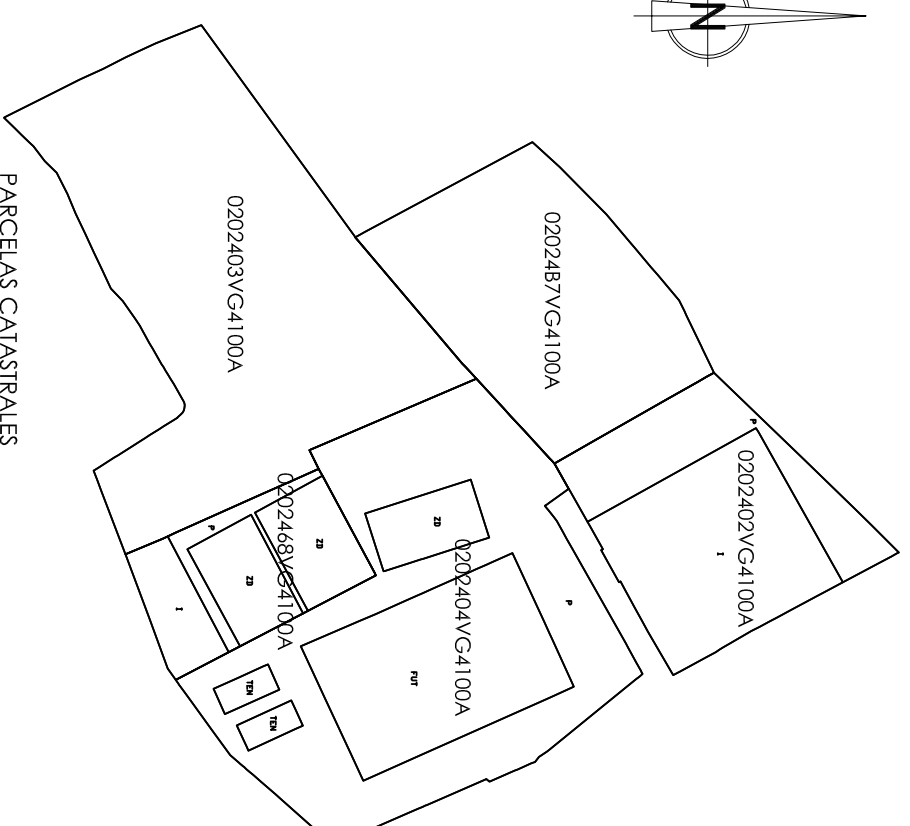 N
P
0202402VG4100A
I
02024B7VG4100A
0202403VG4100A
ZD
0202404VG4100A
P
FUT
0202468VG4100A
ZD
P
ZD
I
TEN
TEN
PARCELAS CATASTRALES